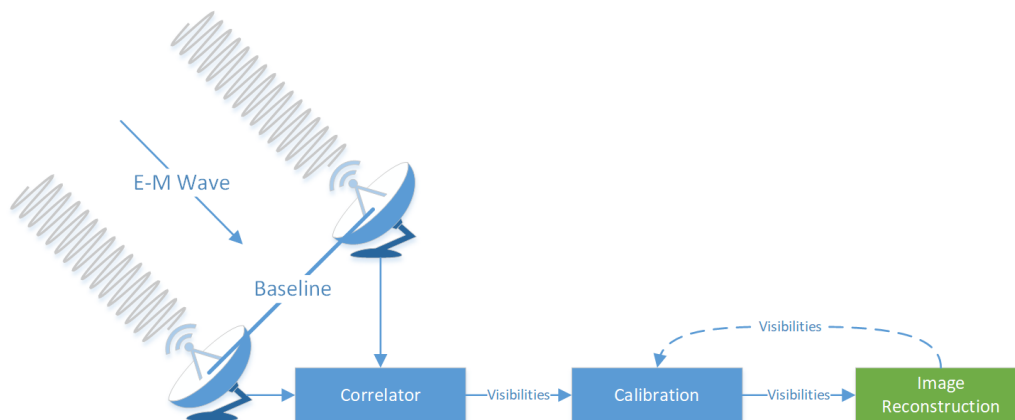 E-M Wave
Baseline
Visibilities
Correlator
Visibilities
Calibration
Visibilities
Image
Reconstruction